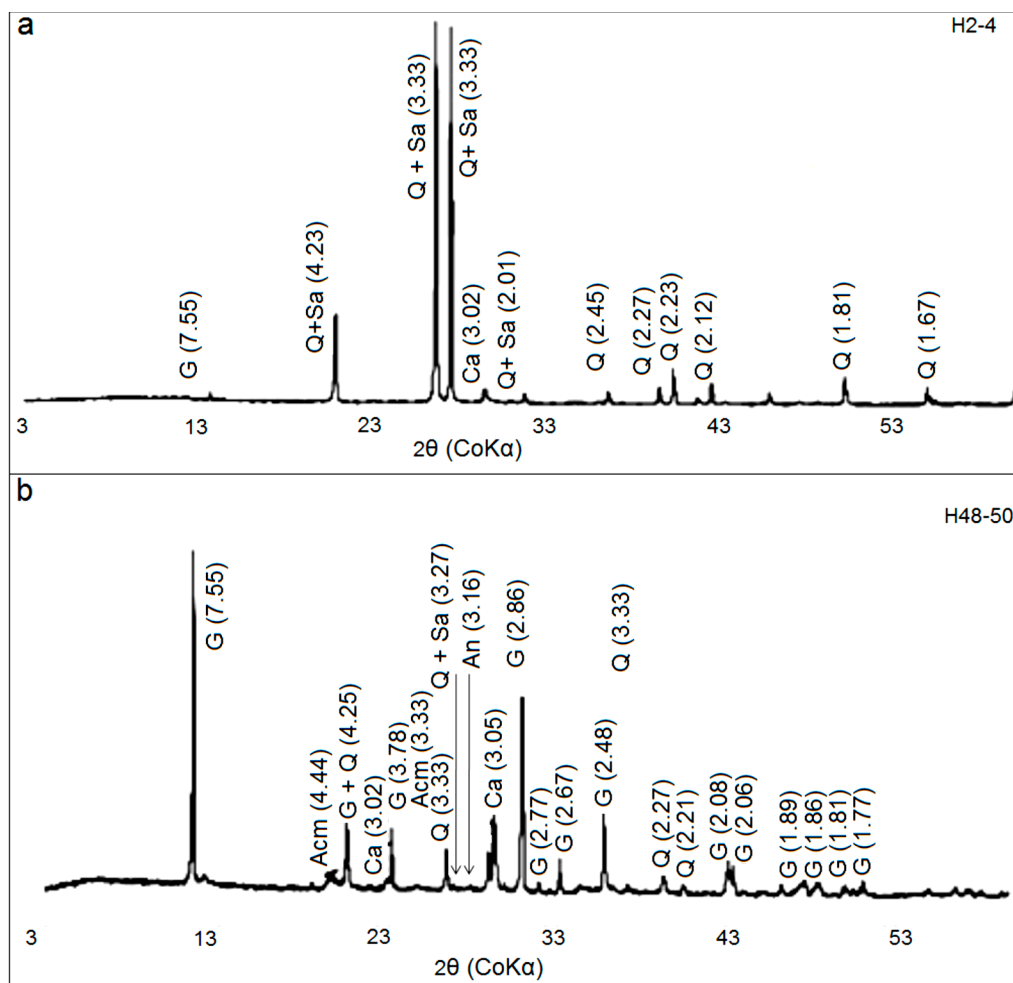 a
H2-4
G (7.55)
Q+Sa (4.23)
Q + Sa (3.33)
Q+ Sa (3.33)
Ca (3.02)
Q+ Sa (2.01)
Q (2.45)
Q (2.27)
Q (2.23)
Q (2.12)
Q (1.81)
Q (1.67)
3 13 23 33 43 53
2θ (CoKα)
b
H48-50
G (7.55)
Acm (4.44)
G + Q (4.25)
Ca (3.02)
G (3.78)
Acm (3.33)
Q (3.33)
Q + Sa (3.27)
An (3.16)
Ca (3.05)
G (2.86)
G (2.77)
G (2.67)
G (2.48)
Q (3.33)
Q (2.27)
Q (2.21)
G (2.08)
G (2.06)
G (1.89)
G (1.86)
G (1.81)
G (1.77)
3 13 23 33 43 53
2θ (CoKα)